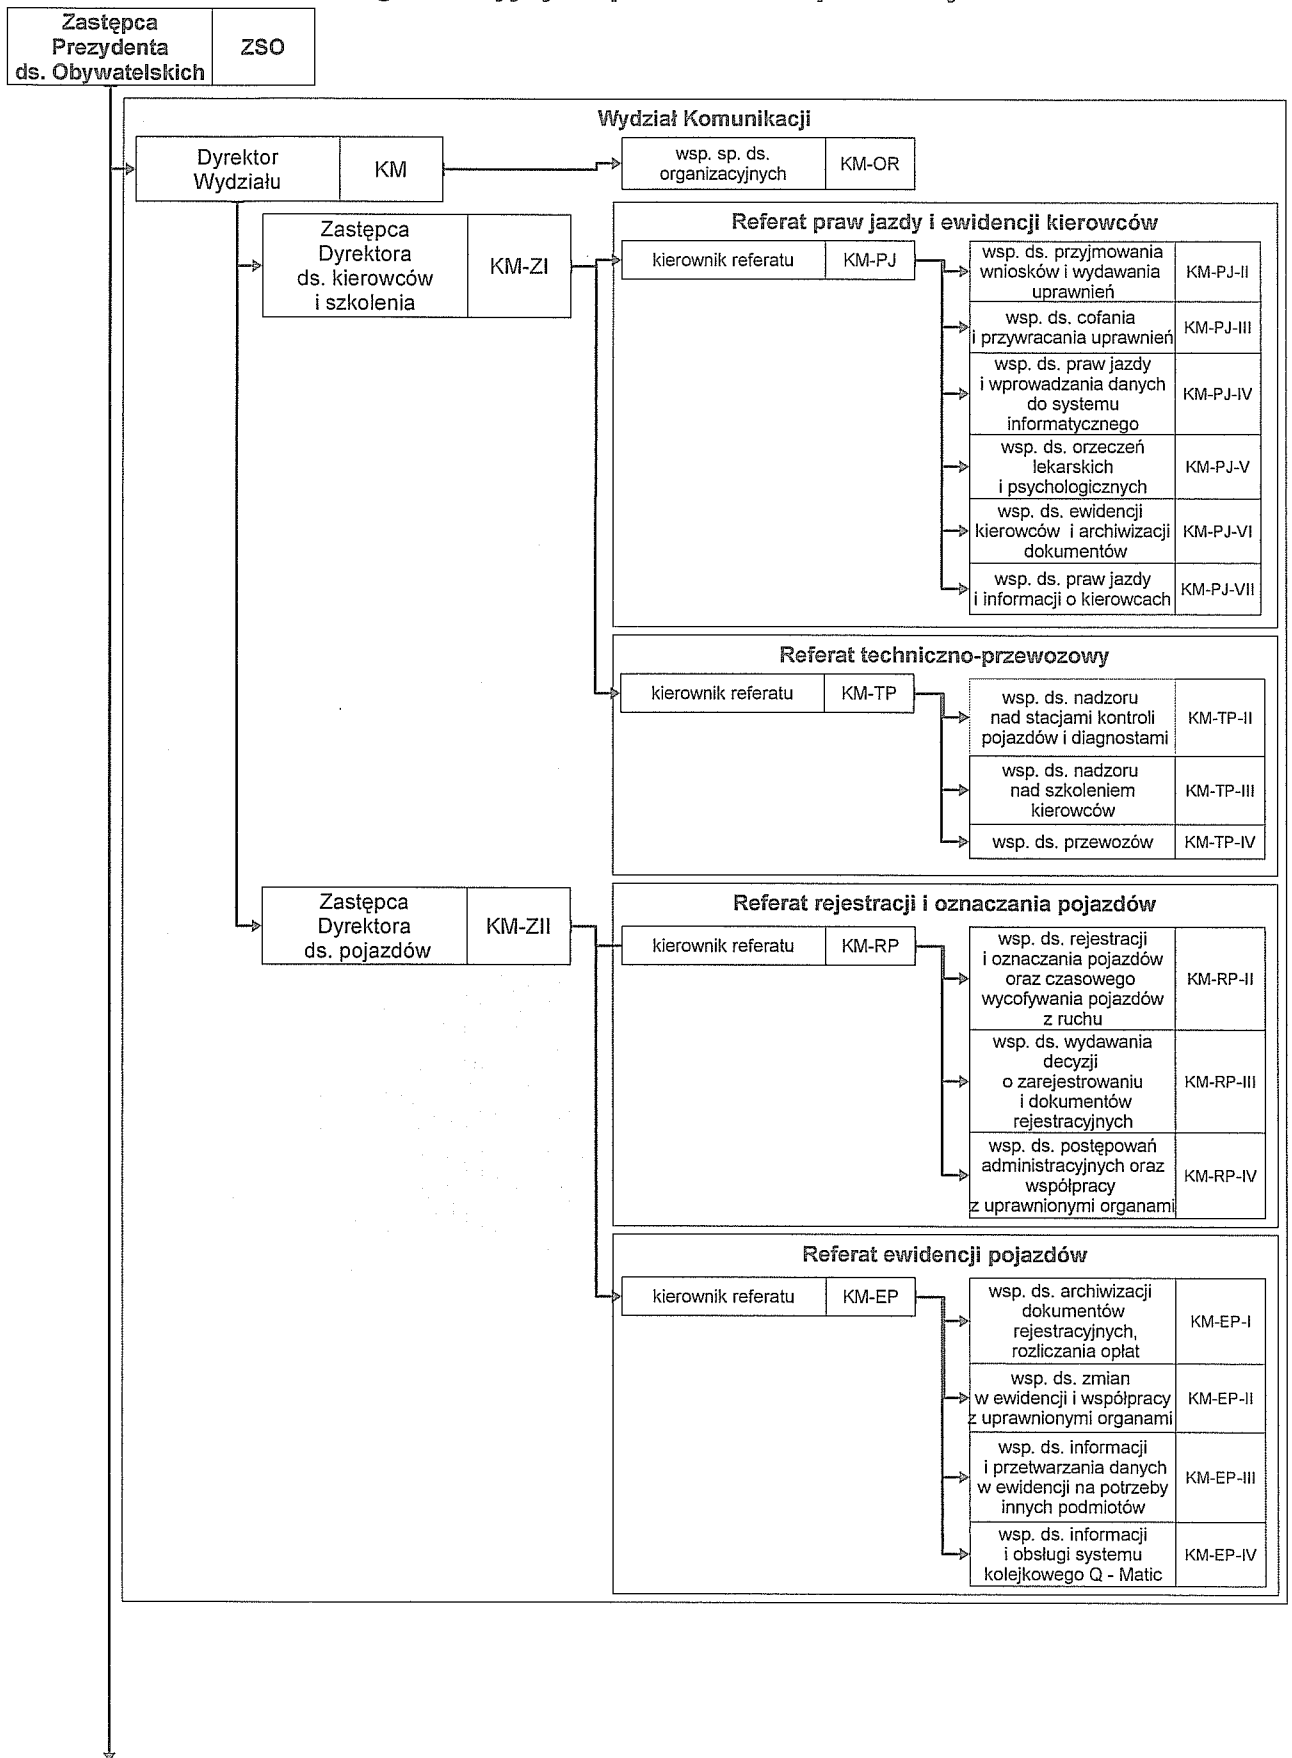 Zastępca
Prezydenta
ds. Obywatelskich
ZSO
Wydział Komunikacji
Dyrektor
Wydziału
KM
wsp. sp. ds.
organizacyjnych
KM-OR
Zastępca
Dyrektora
ds. kierowców
i szkolenia
KM-ZI
Referat praw jazdy i ewidencji kierowców
kierownik referatu
KM-PJ
wsp. ds. przyjmowania
wniosków i wydawania
uprawnień
KM-PJ-II
wsp. ds. cofania
i przywracania uprawnień
KM-PJ-III
wsp. ds. praw jazdy
i wprowadzania danych
do systemu
informatycznego
KM-PJ-IV
wsp. ds. orzeczeń
lekarskich
i psychologicznych
KM-PJ-V
wsp. ds. ewidencji
kierowców i archiwizacji
dokumentów
KM-PJ-VI
wsp. ds. praw jazdy
i informacji o kierowcach
KM-PJ-VII
Referat techniczno-przewozowy
kierownik referatu
KM-TP
wsp. ds. nadzoru
nad stacjami kontroli
pojazdów i diagnostami
KM-TP-II
wsp. ds. nadzoru
nad szkoleniem
kierowców
KM-TP-III
wsp. ds. przewozów
KM-TP-IV
Zastępca
Dyrektora
ds. pojazdów
KM-ZII
Referat rejestracji i oznaczania pojazdów
kierownik referatu
KM-RP
wsp. ds. rejestracji
i oznaczania pojazdów
oraz czasowego
wycofywania pojazdów
z ruchu
KM-RP-II
wsp. ds. wydawania
decyzji
o zarejestrowaniu
i dokumentów
rejestracyjnych
KM-RP-III
wsp. ds. postępowań
administracyjnych oraz
współpracy
z uprawnionymi organami
KM-RP-IV
Referat ewidencji pojazdów
kierownik referatu
KM-EP
wsp. ds. archiwizacji
dokumentów
rejestracyjnych,
rozliczania opłat
KM-EP-I
wsp. ds. zmian
w ewidencji i współpracy
z uprawnionymi organami
KM-EP-II
wsp. ds. informacji
i przetwarzania danych
w ewidencji na potrzeby
innych podmiotów
KM-EP-III
wsp. ds. informacji
i obsługi systemu
kolejkowego Q - Matic
KM-EP-IV